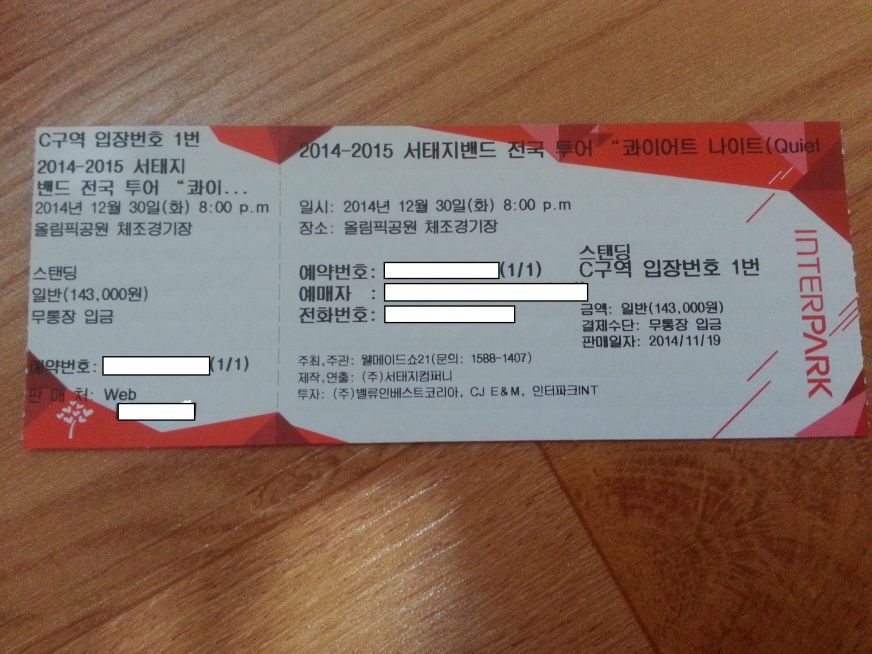 C구역 입장번호 1번
2014-2015 서태지
밴드 전국 투어 “콰이...
2014년 12월 30일(화) 8:00 p.m
올림픽공원 체조경기장
스탠딩
일반(143,000원)
무통장 입금
예약번호: (1/1)
판매처: Web
2014-2015 서태지밴드 전국 투어 “콰이어트 나이트(Quiet
일시: 2014년 12월 30일(화) 8:00 p.m
장소: 올림픽공원 체조경기장
예약번호: (1/1)
예매자 :
전화번호:
스탠딩
C구역 입장번호 1번
금액: 일반(143,000원)
결제수단: 무통장 입금
판매일자: 2014/11/19
주최,주관: 웰메이드쇼21(문의: 1588-1407)
제작,연출: (주)서태지컴퍼니
투자: (주)밸류인베스트코리아, CJ E&M, 인터파크INT
INTERPARK